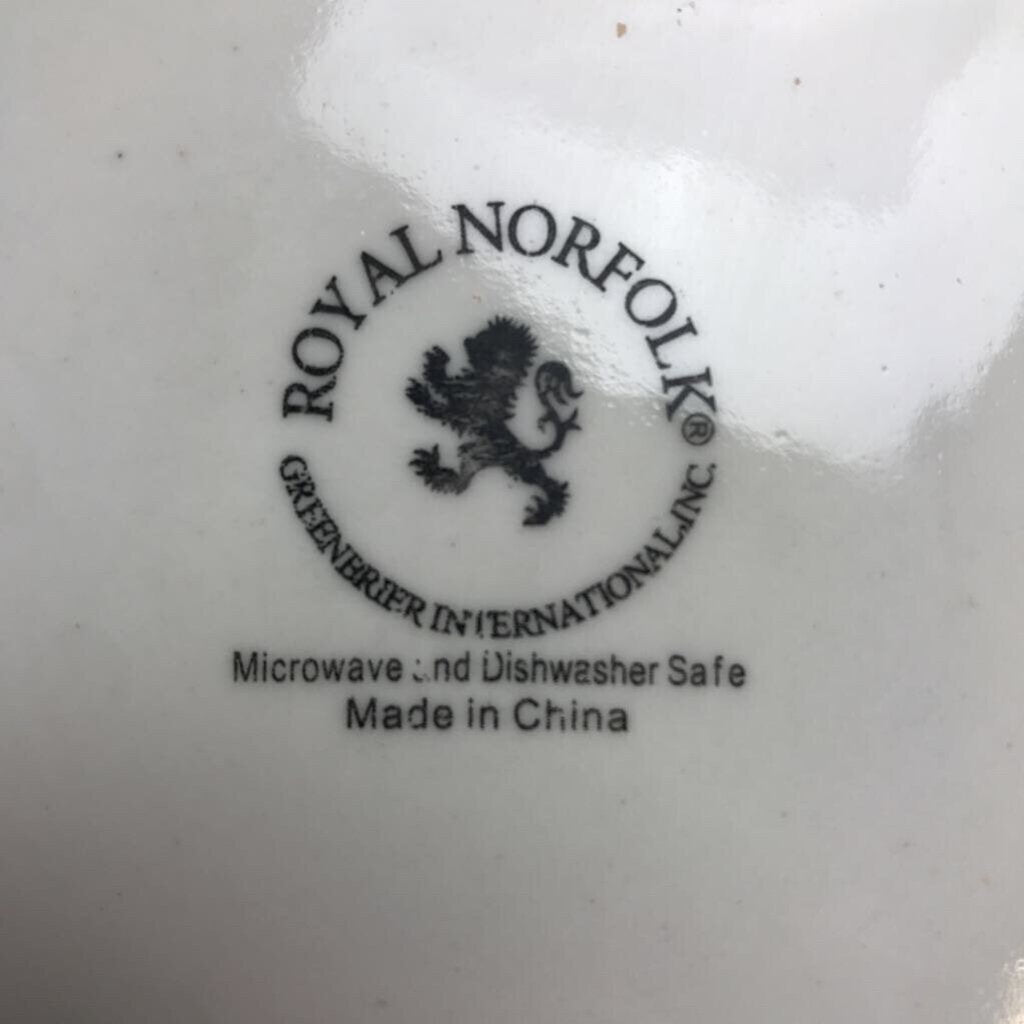 ROYAL NORFOLK®
GREENBRIER INTERNATIONAL, INC.
Microwave and Dishwasher Safe
Made in China